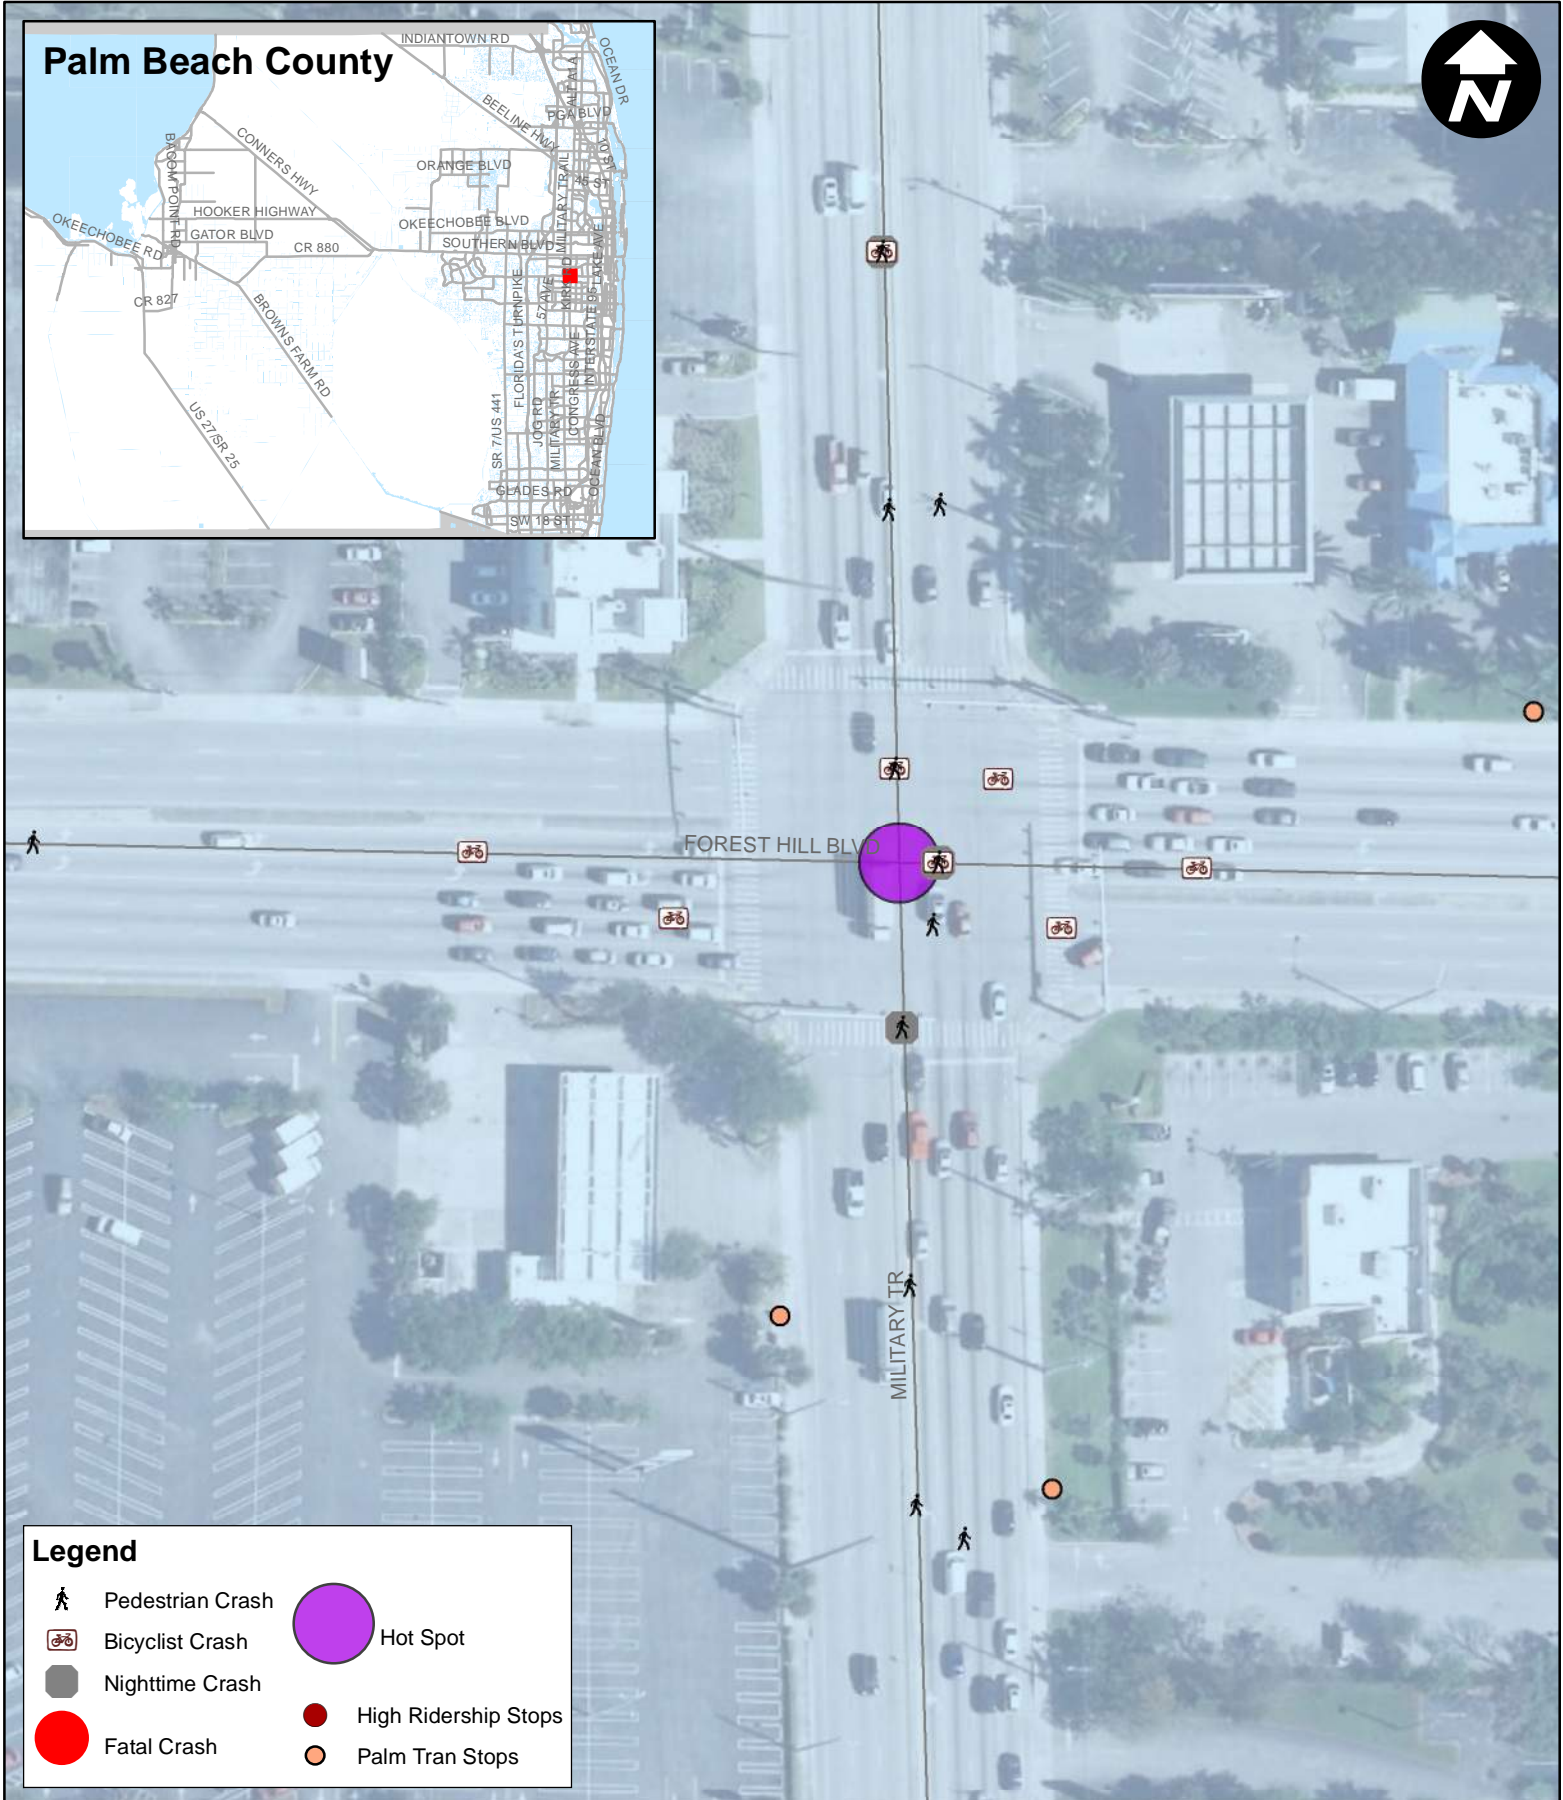 Palm Beach County
INDIANTOWN RD
OCEAN DR
ALT A1A
BEELINE HWY
PGA BLVD
BACOM POINT RD
CONNERS HWY
ORANGE BLVD
MILITARY TRAIL
10 ST
45 ST
HOOKER HIGHWAY
OKEECHOBEE BLVD
OKEECHOBEE RD
GATOR BLVD
CR 880
SOUTHERN BLVD
LAKE AVE
KIRK RD
57 AVE
CR 827
BROWNS FARM RD
FLORIDA'S TURNPIKE
INTERSTATE 95
US 27/SR 25
SR 7/US 441
JOG RD
MILITARY TR
CONGRESS AVE
OCEAN BLVD
GLADES RD
SW 18 ST
N
FOREST HILL BLVD
MILITARY TR
Legend
Pedestrian Crash
Bicyclist Crash
Nighttime Crash
Fatal Crash
Hot Spot
High Ridership Stops
Palm Tran Stops